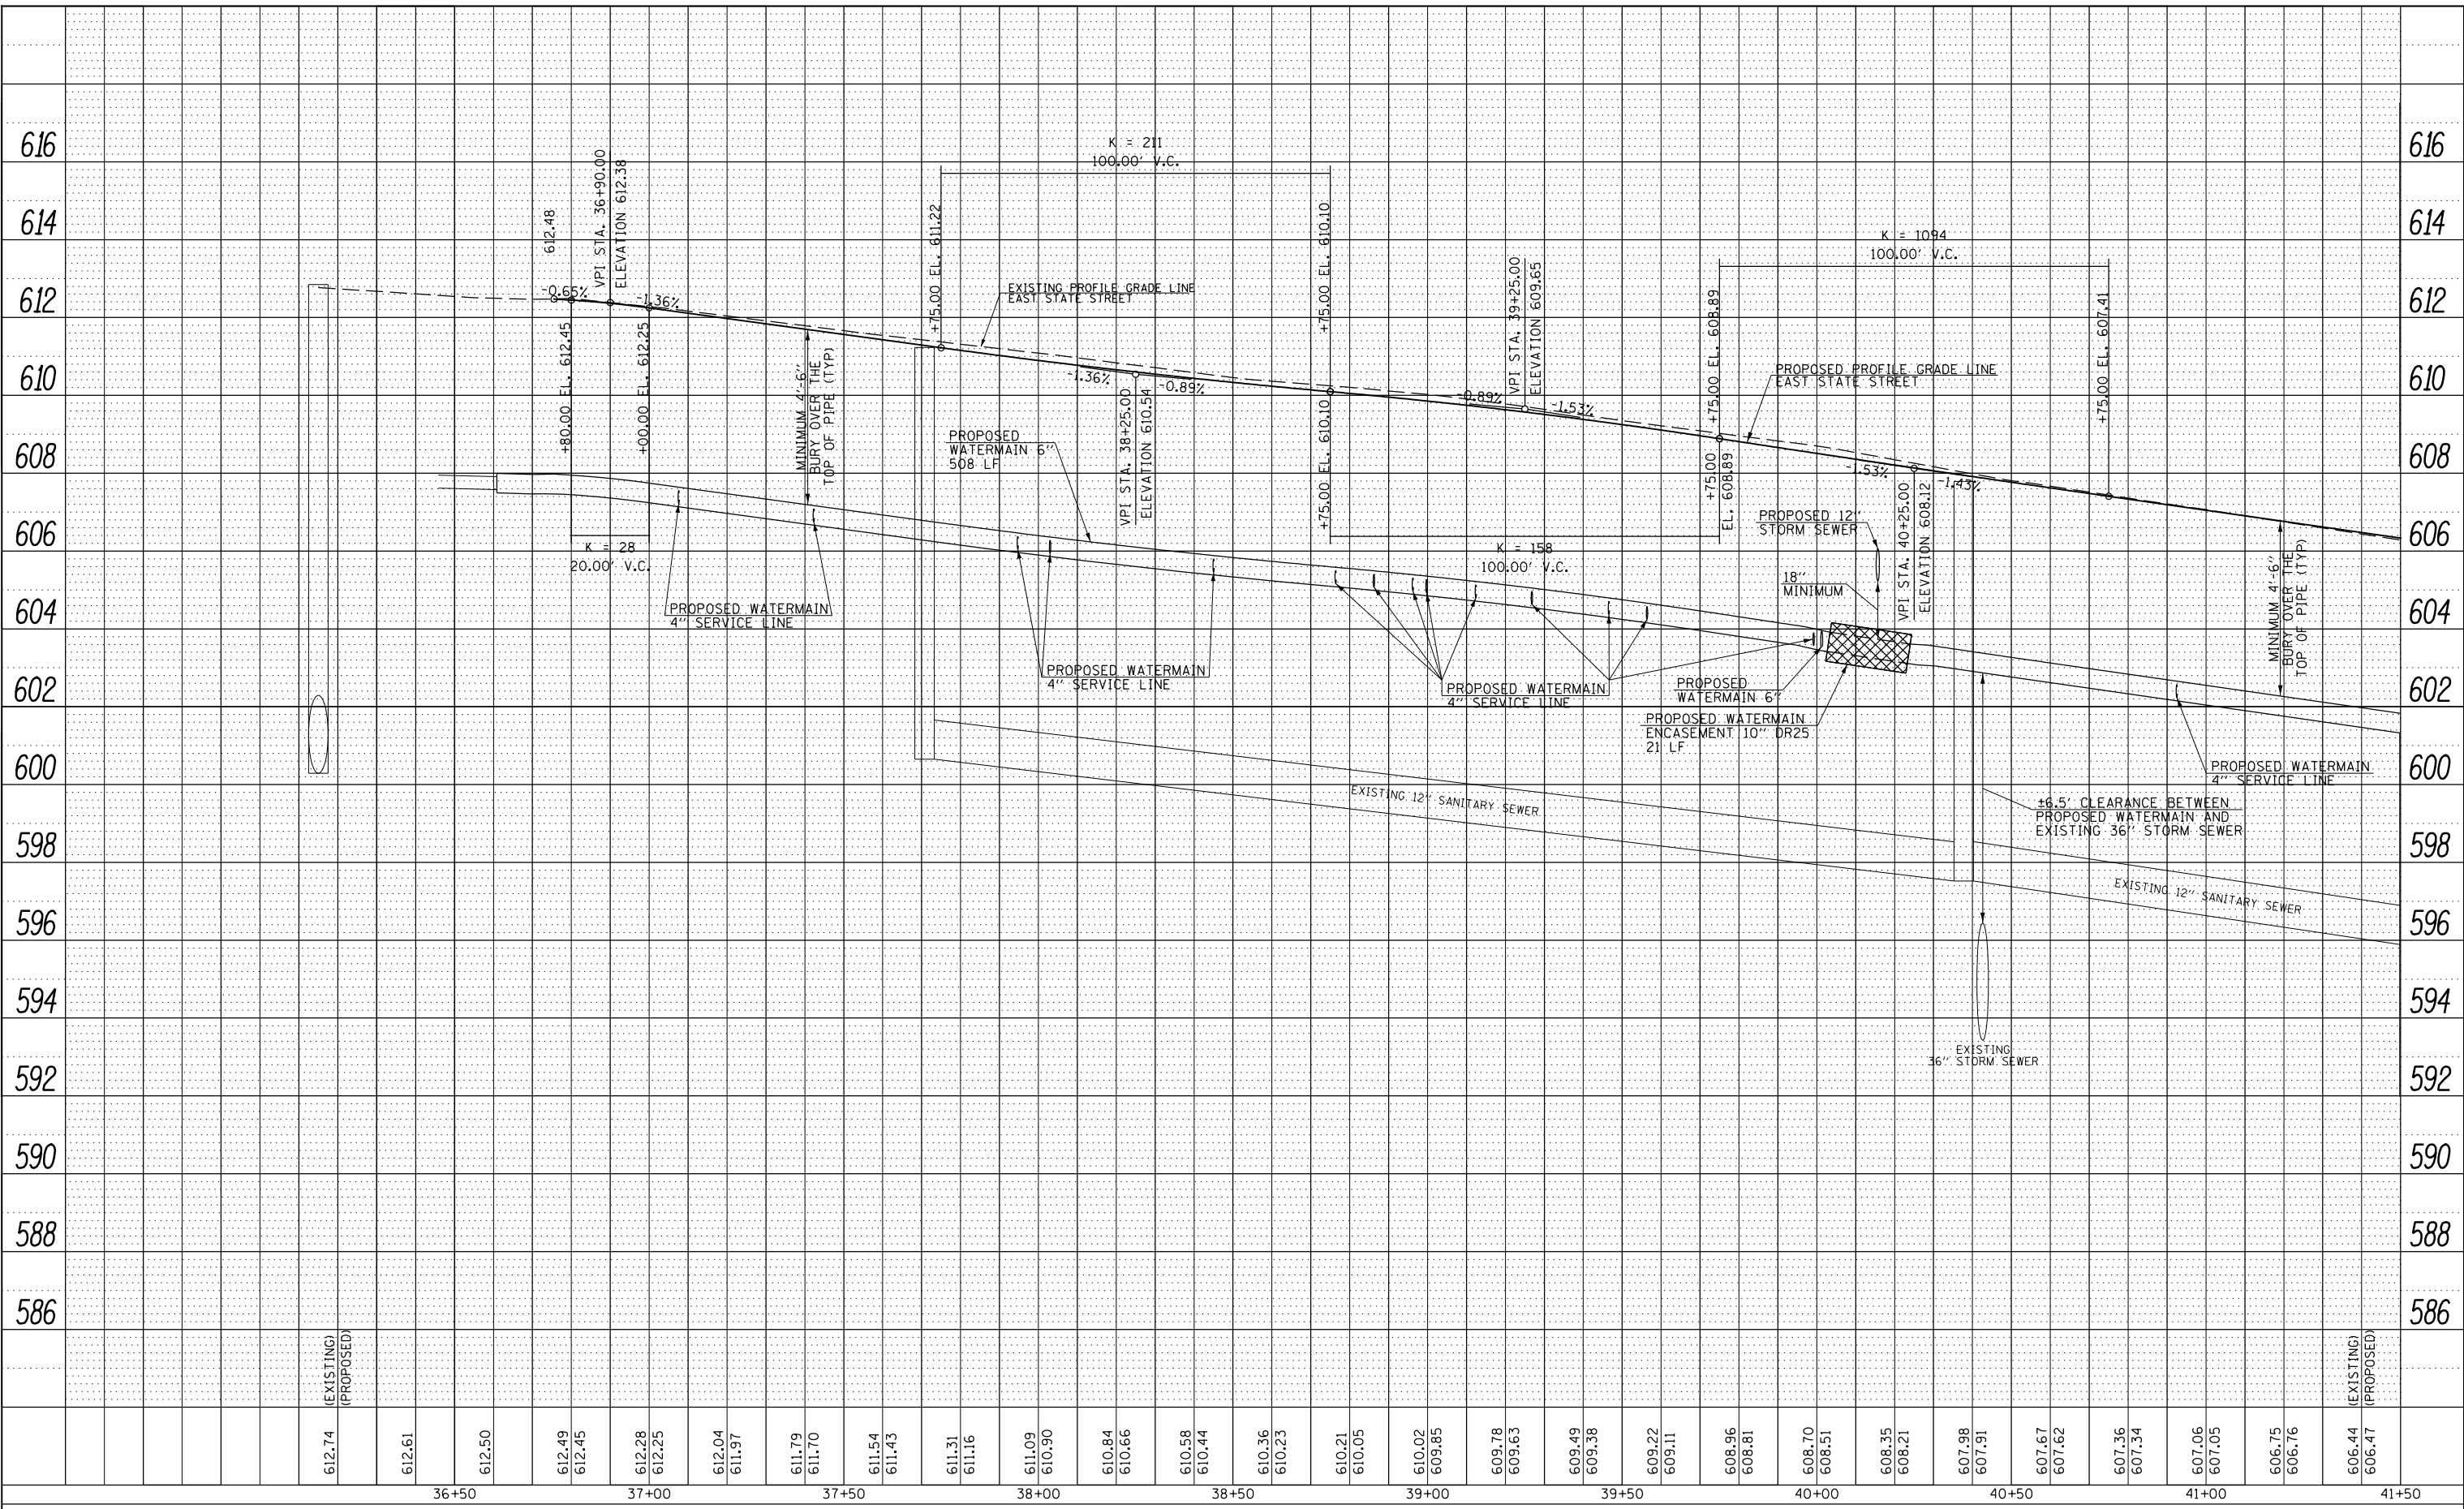 616
616
614
614
612
612
610
610
608
608
606
606
604
604
602
602
600
600
598
598
596
596
594
594
592
592
590
590
588
588
586
586
612.48
VPI STA. 36+90.00
ELEVATION 612.38
-0.65%
-1.36%
+80.00 EL. 612.45
+00.00 EL. 612.25
K = 28
20.00' V.C.
MINIMUM 4'-6"
BURY OVER THE
TOP OF PIPE (TYP)
PROPOSED WATERMAIN
4" SERVICE LINE
K = 211
100.00' V.C.
+75.00 EL. 611.22
EXISTING PROFILE GRADE LINE
EAST STATE STREET
PROPOSED
WATERMAIN 6"
508 LF
-1.36%
-0.89%
VPI STA. 38+25.00
ELEVATION 610.54
PROPOSED WATERMAIN
4" SERVICE LINE
+75.00 EL. 610.10
+75.00 EL. 610.10
VPI STA. 39+25.00
ELEVATION 609.65
-0.89%
-1.53%
K = 158
100.00' V.C.
PROPOSED WATERMAIN
4" SERVICE LINE
K = 1094
100.00' V.C.
+75.00 EL. 608.89
+75.00
EL. 608.89
PROPOSED PROFILE GRADE LINE
EAST STATE STREET
-1.53%
-1.43%
VPI STA. 40+25.00
ELEVATION 608.12
+75.00 EL. 607.41
PROPOSED 12"
STORM SEWER
18"
MINIMUM
PROPOSED
WATERMAIN 6"
PROPOSED WATERMAIN
ENCASEMENT 10" DR25
21 LF
MINIMUM 4'-6"
BURY OVER THE
TOP OF PIPE (TYP)
PROPOSED WATERMAIN
4" SERVICE LINE
±6.5' CLEARANCE BETWEEN
PROPOSED WATERMAIN AND
EXISTING 36" STORM SEWER
EXISTING 12" SANITARY SEWER
EXISTING 12" SANITARY SEWER
EXISTING
36" STORM SEWER
(EXISTING)
(PROPOSED)
(EXISTING)
(PROPOSED)
612.74
612.61
612.50
612.49
612.45
612.28
612.25
612.04
611.97
611.79
611.70
611.54
611.43
611.31
611.16
611.09
610.90
610.84
610.66
610.58
610.44
610.36
610.23
610.21
610.05
610.02
609.85
609.78
609.63
609.49
609.38
609.22
609.11
608.96
608.81
608.70
608.51
608.35
608.21
607.98
607.91
607.67
607.62
607.36
607.34
607.06
607.05
606.75
606.76
606.44
606.47
36+50
37+00
37+50
38+00
38+50
39+00
39+50
40+00
40+50
41+00
41+50